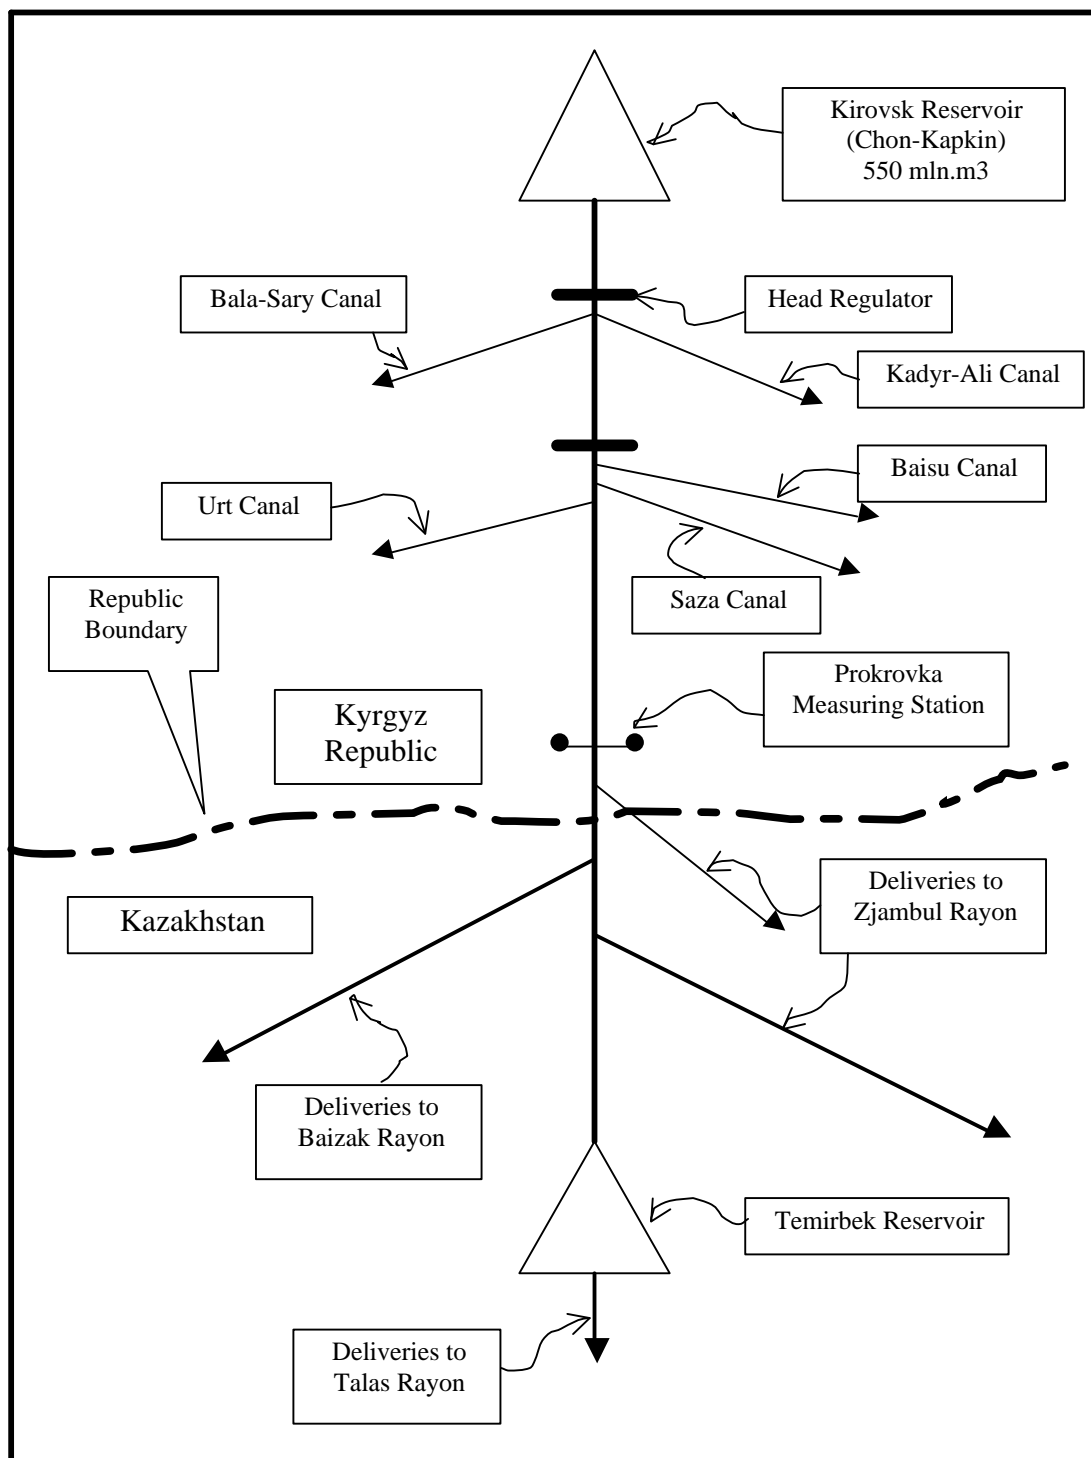 Kirovsk Reservoir
(Chon-Kapkin)
550 mln.m3
Bala-Sary Canal
Head Regulator
Kadyr-Ali Canal
Baisu Canal
Urt Canal
Saza Canal
Republic
Boundary
Prokrovka
Measuring Station
Kyrgyz
Republic
Deliveries to
Zjambul Rayon
Kazakhstan
Deliveries to
Baizak Rayon
Temirbek Reservoir
Deliveries to
Talas Rayon